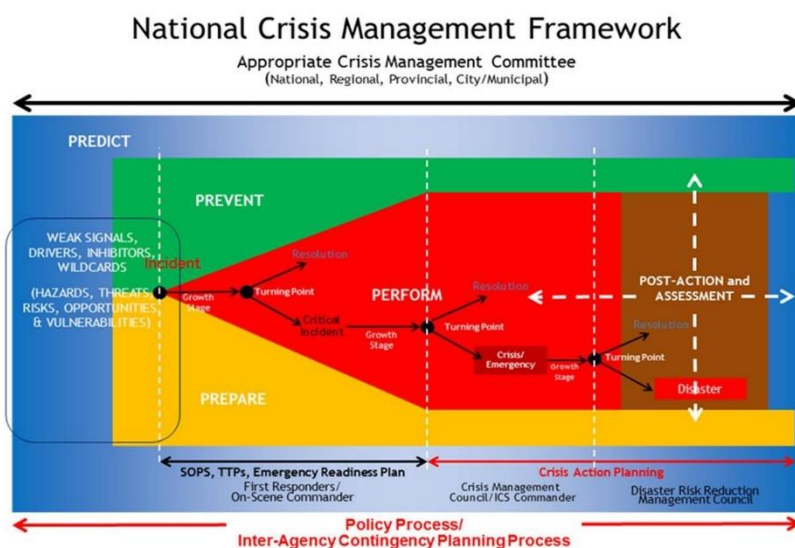 National Crisis Management Framework
Appropriate Crisis Management Committee
(National, Regional, Provincial, City/Municipal)
PREDICT
PREVENT
WEAK SIGNALS,
DRIVERS, INHIBITORS,
WILDCARDS
(HAZARDS, THREATS,
RISKS, OPPORTUNITIES,
& VULNERABILITIES)
Incident
Growth
Stage
Turning Point
Resolution
Critical
Incident
Growth
Stage
PERFORM
Resolution
Turning Point
Crisis/
Emergency
Growth
Stage
POST-ACTION and
ASSESSMENT
Resolution
Turning Point
Disaster
PREPARE
SOPS, TTPs, Emergency Readiness Plan
First Responders/
On-Scene Commander
Crisis Action Planning
Crisis Management
Council/ICS Commander
Disaster Risk Reduction
Management Council
Policy Process/
Inter-Agency Contingency Planning Process